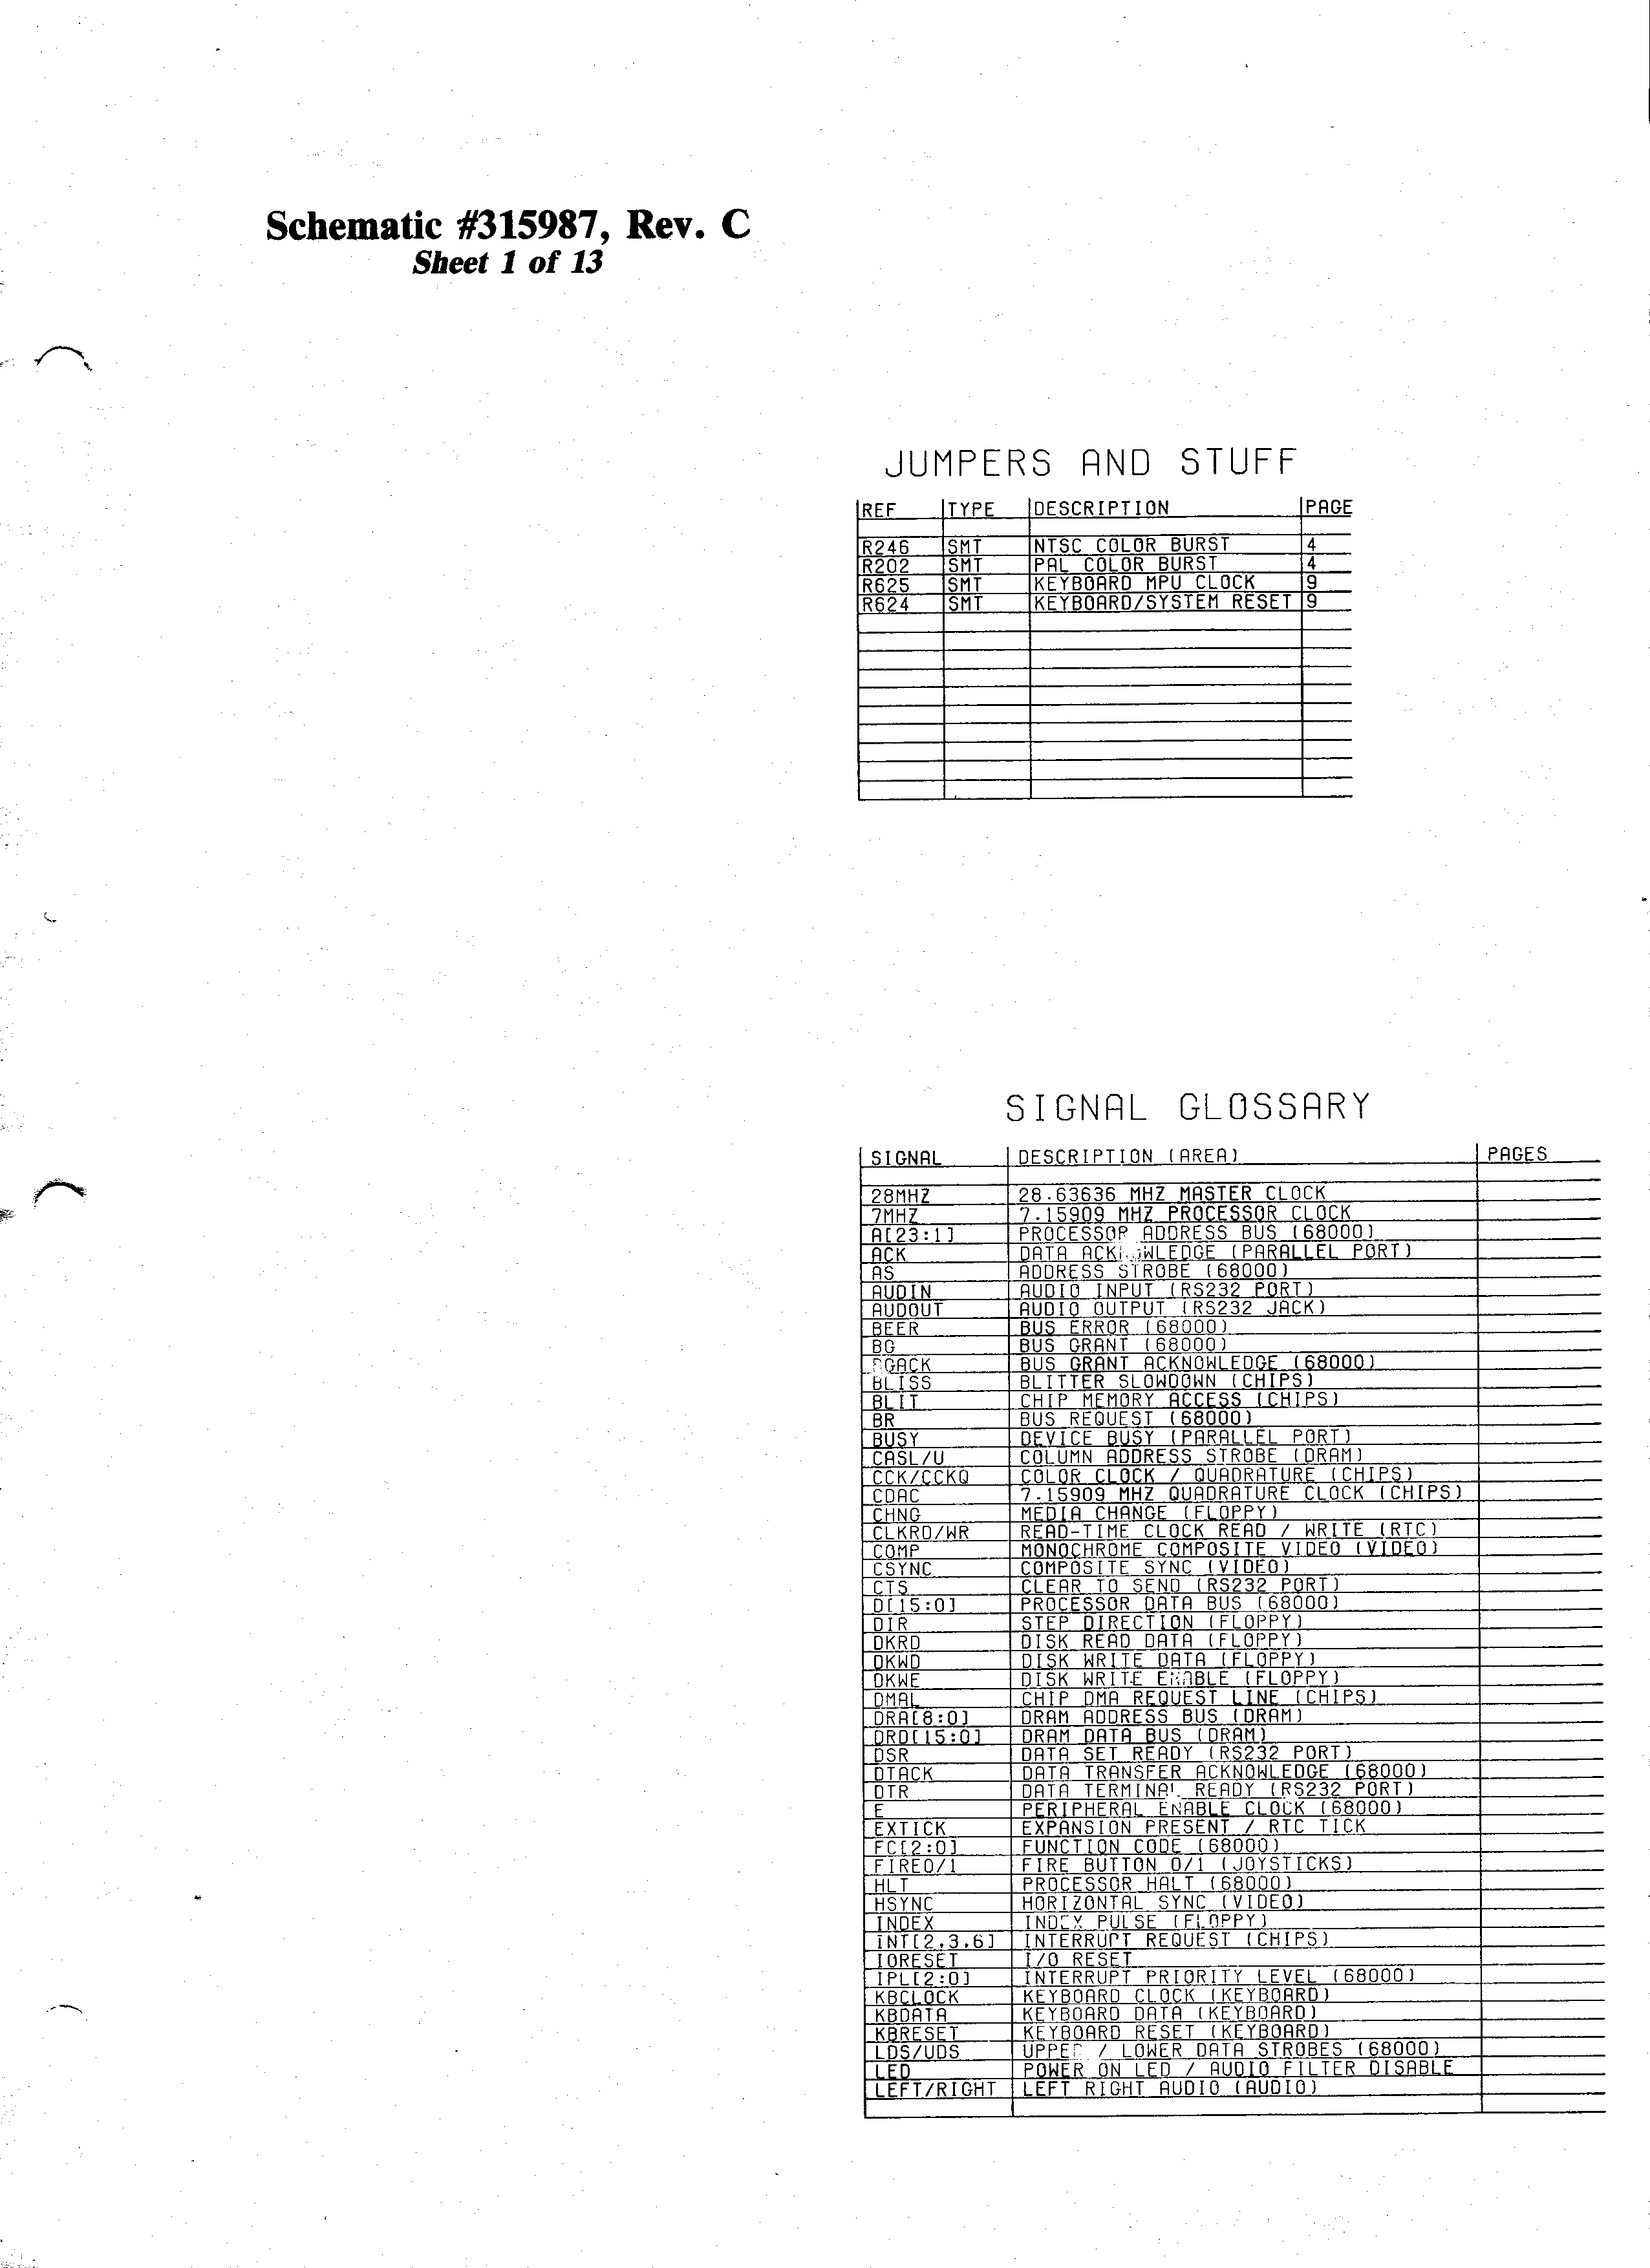 Schematic #315987, Rev. C
Sheet 1 of 13
JUMPERS AND STUFF
REF TYPE DESCRIPTION PAGE
R246 SMT NTSC COLOR BURST 4
R202 SMT PAL COLOR BURST 4
R625 SMT KEYBOARD MPU CLOCK 9
R624 SMT KEYBOARD/SYSTEM RESET 9
SIGNAL GLOSSARY
SIGNAL DESCRIPTION (AREA) PAGES
28MHZ 28.63636 MHZ MASTER CLOCK
7MHZ 7.15909 MHZ PROCESSOR CLOCK
A[23:1] PROCESSOR ADDRESS BUS (68000)
ACK DATA ACKNOWLEDGE (PARALLEL PORT)
AS ADDRESS STROBE (68000)
AUDIN AUDIO INPUT (RS232 PORT)
AUDOUT AUDIO OUTPUT (RS232 JACK)
BEER BUS ERROR (68000)
BG BUS GRANT (68000)
BGACK BUS GRANT ACKNOWLEDGE (68000)
BLISS BLITTER SLOWDOWN (CHIPS)
BLIT CHIP MEMORY ACCESS (CHIPS)
BR BUS REQUEST (68000)
BUSY DEVICE BUSY (PARALLEL PORT)
CASL/U COLUMN ADDRESS STROBE (DRAM)
CCK/CCKQ COLOR CLOCK / QUADRATURE (CHIPS)
CDAC 7.15909 MHZ QUADRATURE CLOCK (CHIPS)
CHNG MEDIA CHANGE (FLOPPY)
CLKRD/WR READ-TIME CLOCK READ / WRITE (RTC)
COMP MONOCHROME COMPOSITE VIDEO (VIDEO)
CSYNC COMPOSITE SYNC (VIDEO)
CTS CLEAR TO SEND (RS232 PORT)
D[15:0] PROCESSOR DATA BUS (68000)
DIR STEP DIRECTION (FLOPPY)
DKRD DISK READ DATA (FLOPPY)
DKWD DISK WRITE DATA (FLOPPY)
DKWE DISK WRITE ENABLE (FLOPPY)
DMAL CHIP DMA REQUEST LINE (CHIPS)
DRA[8:0] DRAM ADDRESS BUS (DRAM)
DRD[15:0] DRAM DATA BUS (DRAM)
DSR DATA SET READY (RS232 PORT)
DTACK DATA TRANSFER ACKNOWLEDGE (68000)
DTR DATA TERMINAL READY (RS232 PORT)
E PERIPHERAL ENABLE CLOCK (68000)
EXTICK EXPANSION PRESENT / RTC TICK
FC[2:0] FUNCTION CODE (68000)
FIRE0/1 FIRE BUTTON 0/1 (JOYSTICKS)
HLT PROCESSOR HALT (68000)
HSYNC HORIZONTAL SYNC (VIDEO)
INDEX INDEX PULSE (FLOPPY)
INT[2,3,6] INTERRUPT REQUEST (CHIPS)
IORESET I/O RESET
IPL[2:0] INTERRUPT PRIORITY LEVEL (68000)
KBCLOCK KEYBOARD CLOCK (KEYBOARD)
KBDATA KEYBOARD DATA (KEYBOARD)
KBRESET KEYBOARD RESET (KEYBOARD)
LDS/UDS UPPER / LOWER DATA STROBES (68000)
LED POWER ON LED / AUDIO FILTER DISABLE
LEFT/RIGHT LEFT RIGHT AUDIO (AUDIO)